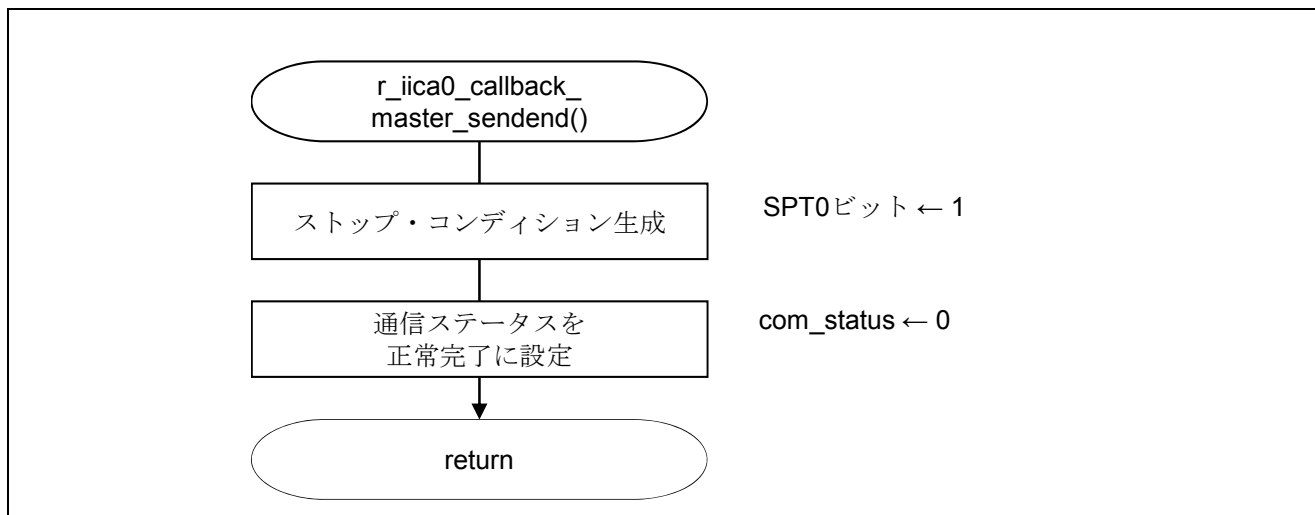 r_iica0_callback_
master_sendend()
ストップ・コンディション生成
SPT0ビット ← 1
通信ステータスを
正常完了に設定
com_status ← 0
return